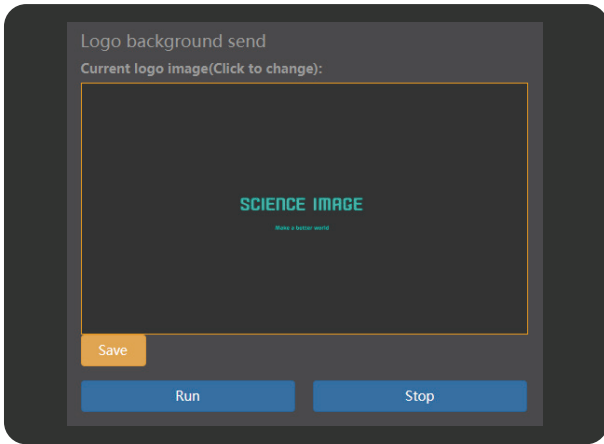 Logo background send
Current logo image(Click to change):
SCIENCE IMAGE
Make a better world
Save
Run
Stop